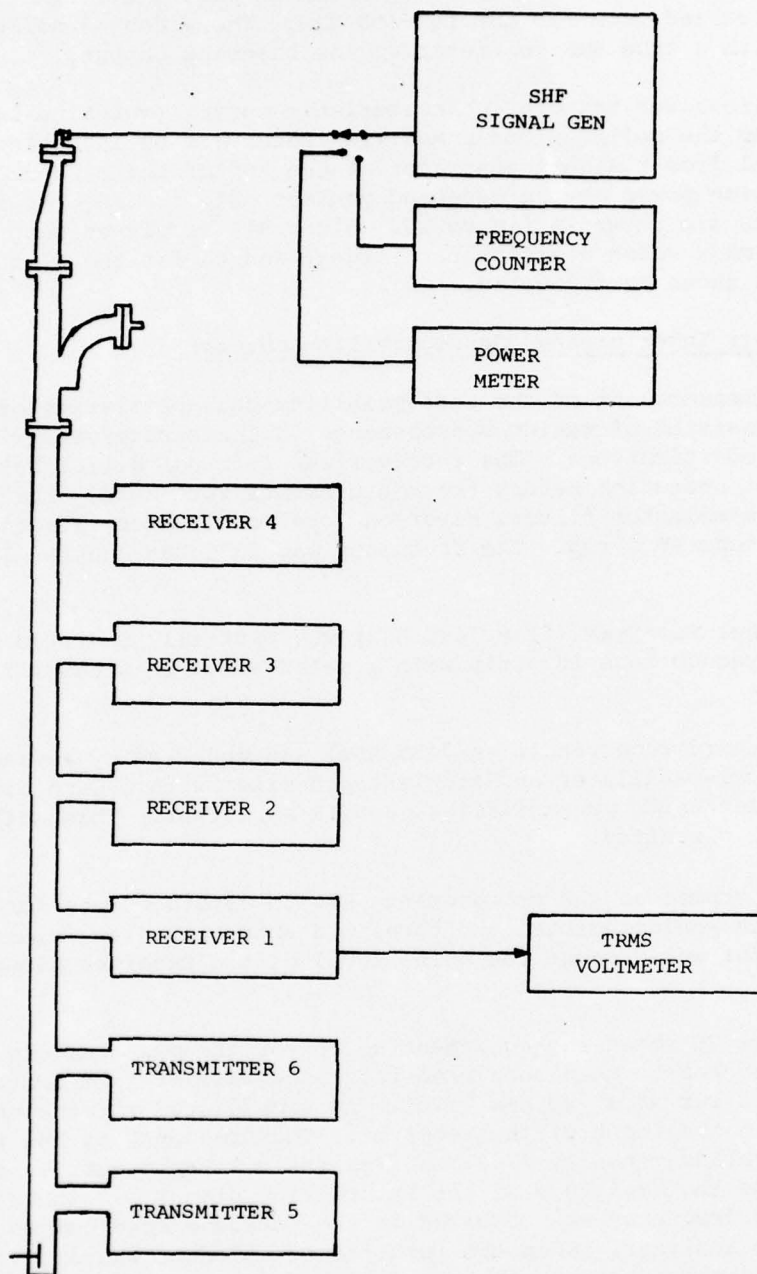 SHF
SIGNAL GEN
FREQUENCY
COUNTER
POWER
METER
RECEIVER 4
RECEIVER 3
RECEIVER 2
RECEIVER 1
TRMS
VOLTMETER
TRANSMITTER 6
TRANSMITTER 5